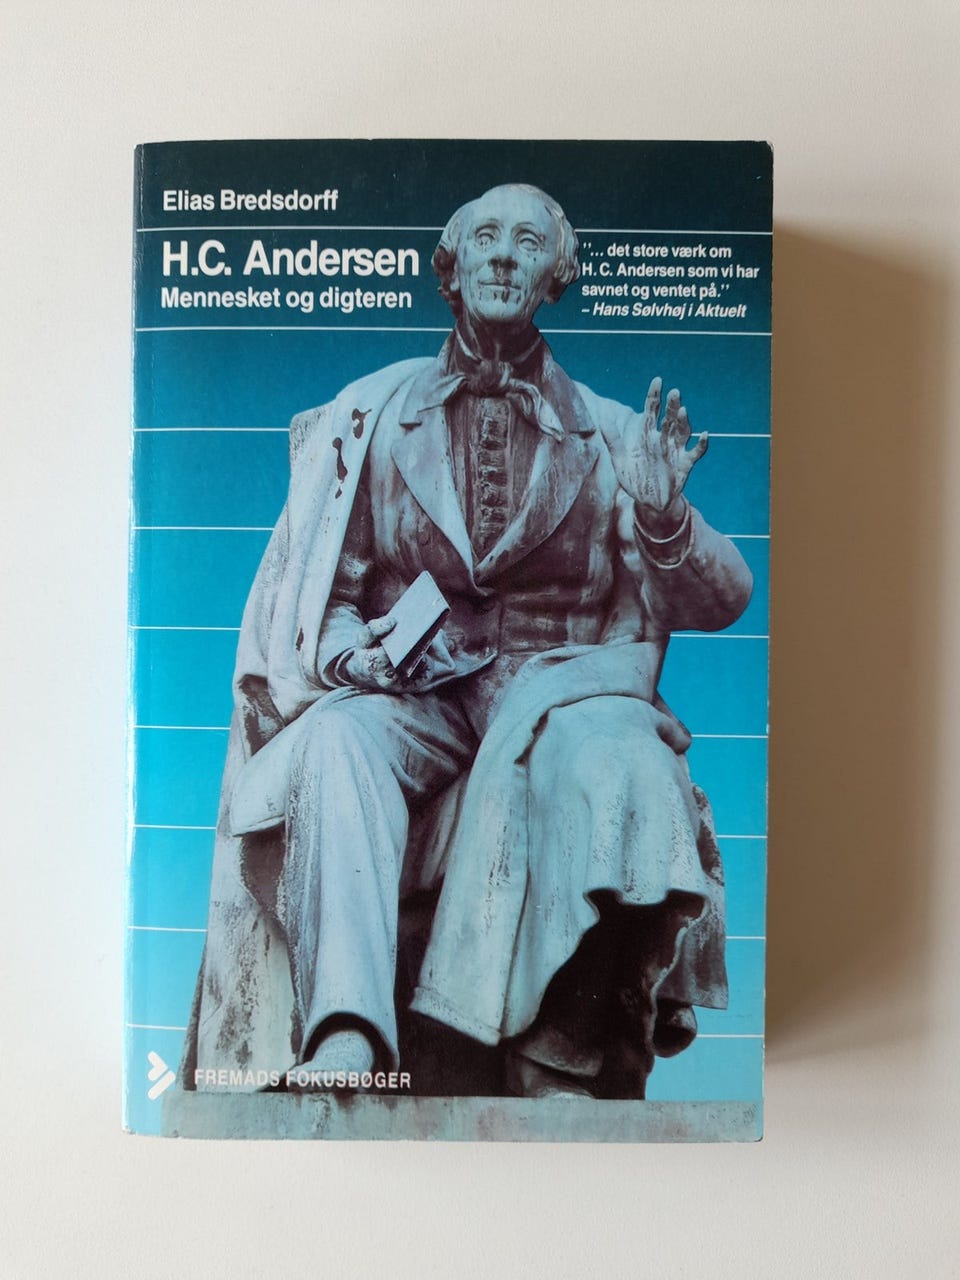 Elias Bredsdorff
H.C. Andersen
Mennesket og digteren
"... det store værk om
H. C. Andersen som vi har
savnet og ventet på."
– Hans Sølvhøj i Aktuelt
FREMADS FOKUSBØGER